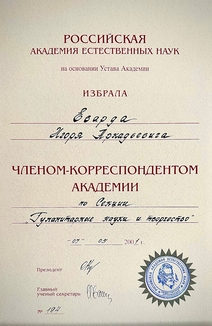 РОССИЙСКАЯ
АКАДЕМИЯ ЕСТЕСТВЕННЫХ НАУК
на основании Устава Академии
ИЗБРАЛА
Игоря Аркадьевича
ЧЛЕНОМ-КОРРЕСПОНДЕНТОМ
АКАДЕМИИ
по Секции
"Гуманитарные науки и творчество"
Президент
Главный
ученый секретарь
№ 192